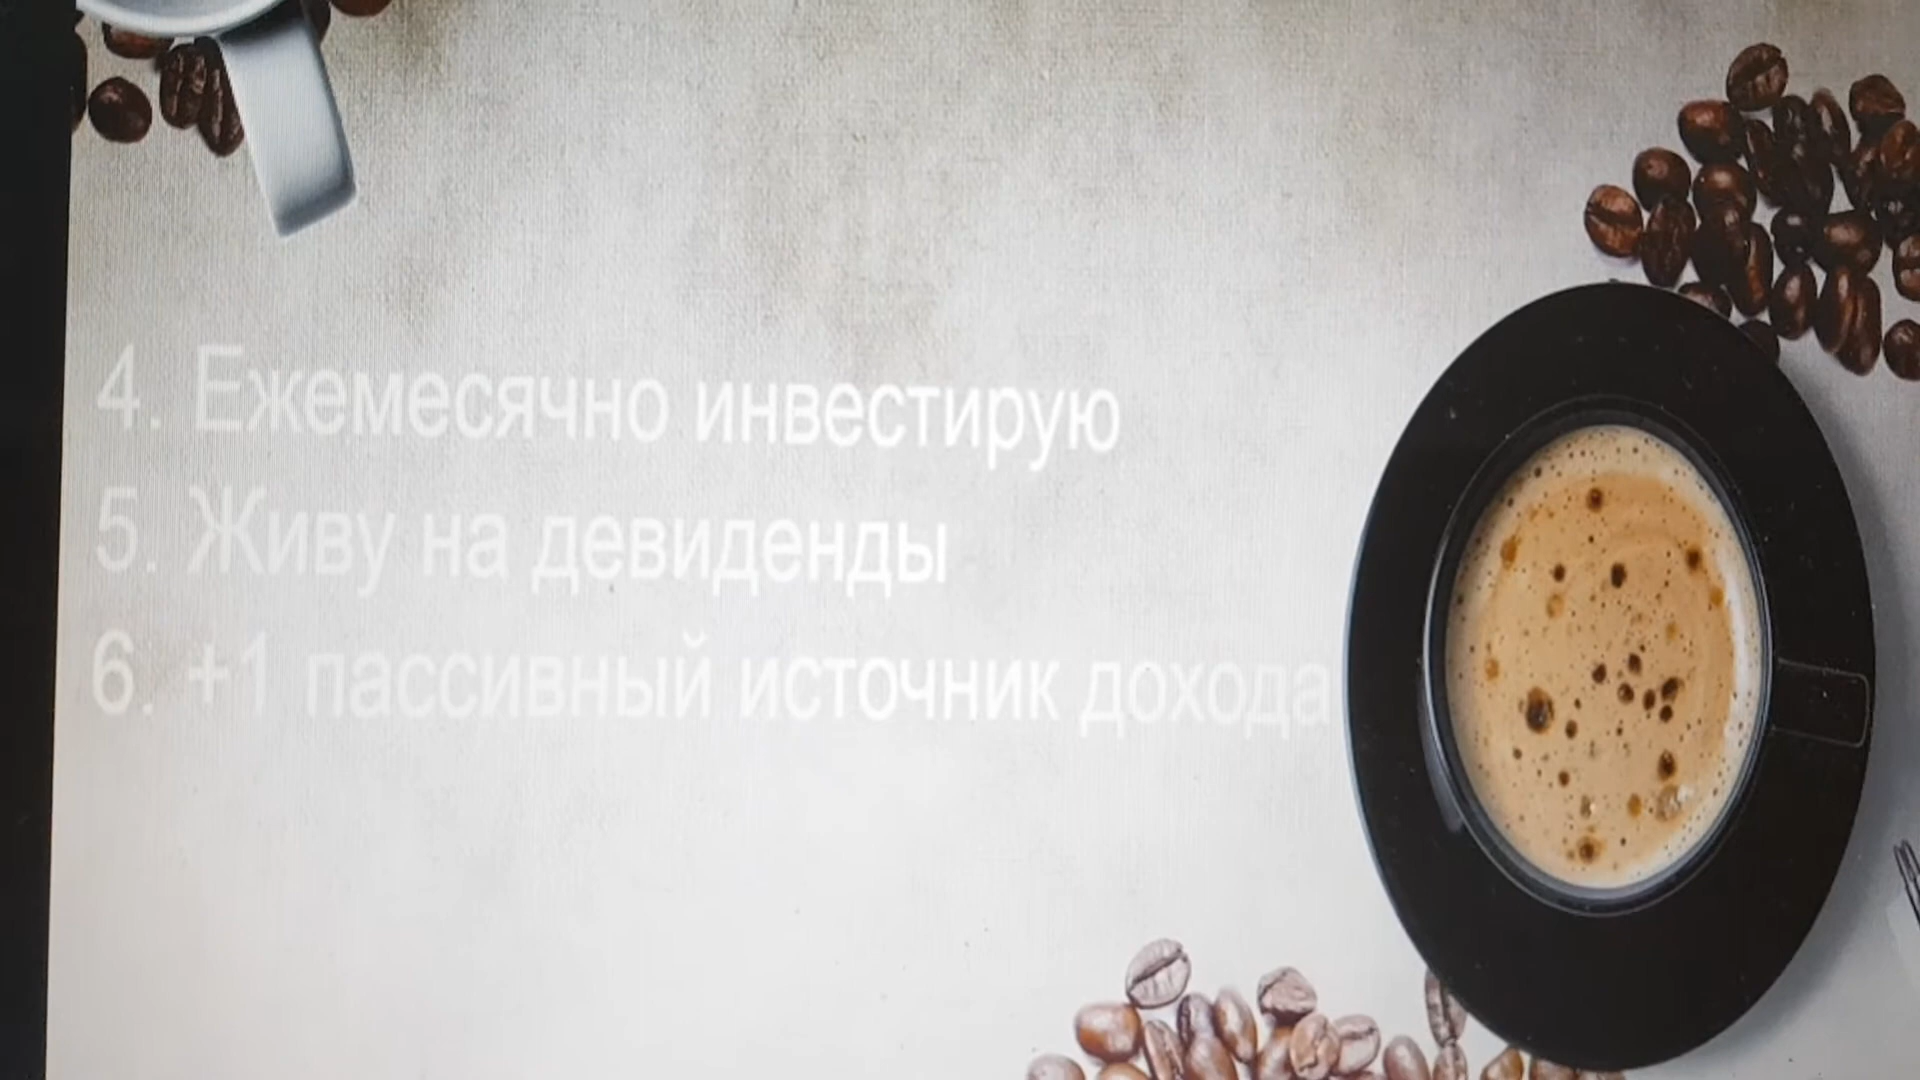 4. Ежемесячно инвестирую
5. Живу на девиденды
6. +1 пассивный источник дохода